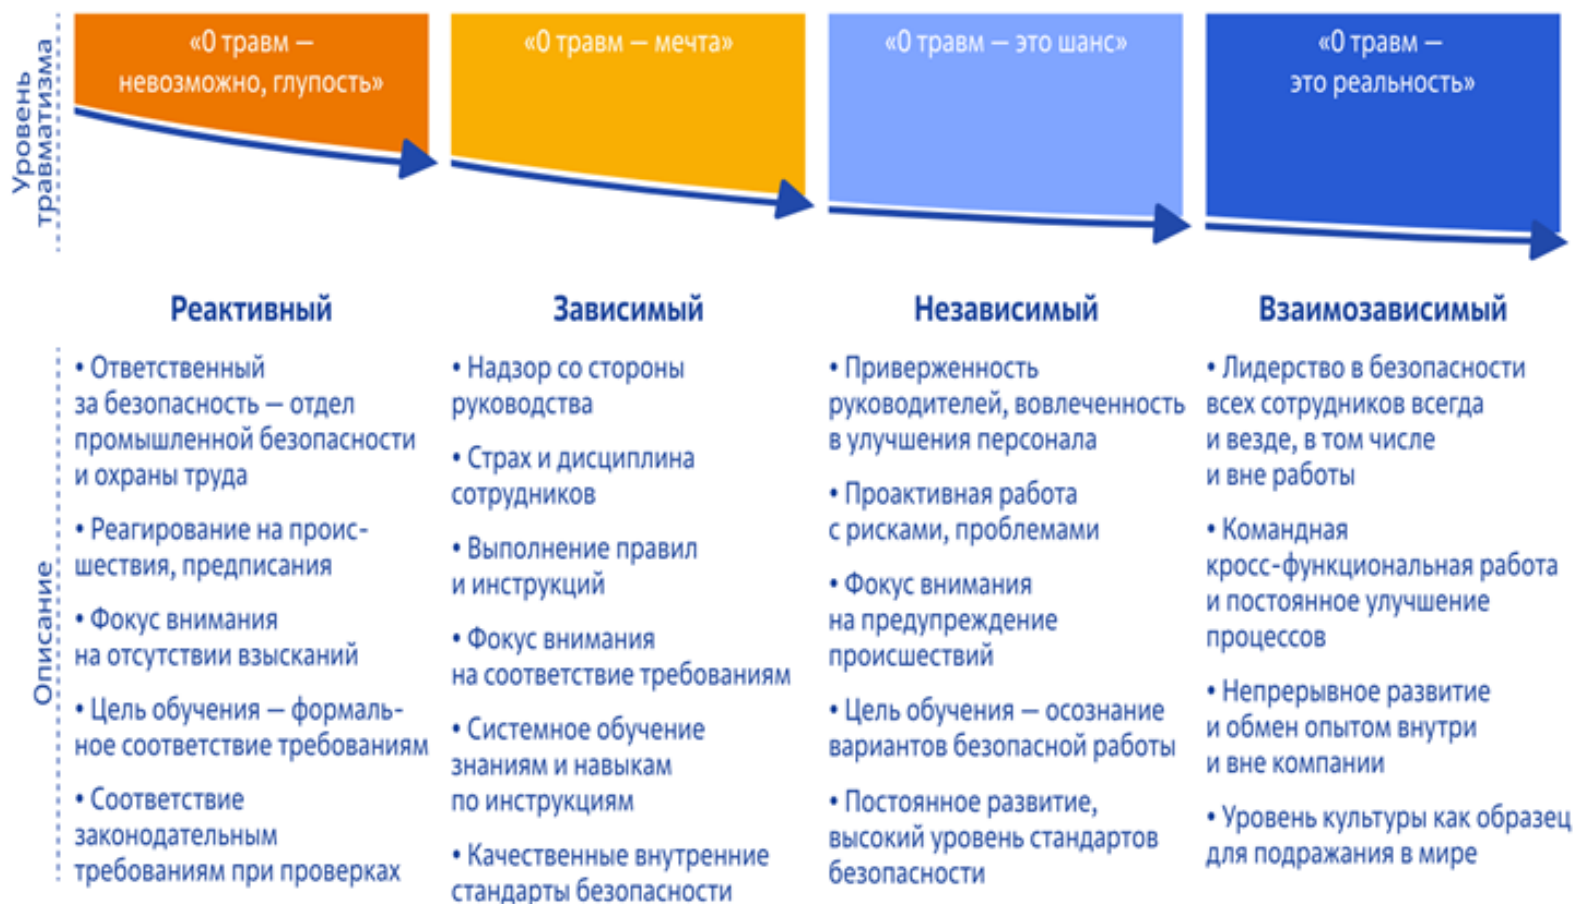 Уровень
травматизма
«0 травм —
невозможно, глупость»
«0 травм — мечта»
«0 травм — это шанс»
«0 травм —
это реальность»
Реактивный
Зависимый
Независимый
Взаимозависимый
Описание
• Ответственный
за безопасность — отдел
промышленной безопасности
и охраны труда
• Реагирование на проис-
шествия, предписания
• Фокус внимания
на отсутствии взысканий
• Цель обучения — формаль-
ное соответствие требованиям
• Соответствие
законодательным
требованиям при проверках
• Надзор со стороны
руководства
• Страх и дисциплина
сотрудников
• Выполнение правил
и инструкций
• Фокус внимания
на соответствие требованиям
• Системное обучение
знаниям и навыкам
по инструкциям
• Качественные внутренние
стандарты безопасности
• Приверженность
руководителей, вовлеченность
в улучшения персонала
• Проактивная работа
с рисками, проблемами
• Фокус внимания
на предупреждение
происшествий
• Цель обучения — осознание
вариантов безопасной работы
• Постоянное развитие,
высокий уровень стандартов
безопасности
• Лидерство в безопасности
всех сотрудников всегда
и везде, в том числе
и вне работы
• Командная
кросс-функциональная работа
и постоянное улучшение
процессов
• Непрерывное развитие
и обмен опытом внутри
и вне компании
• Уровень культуры как образец
для подражания в мире